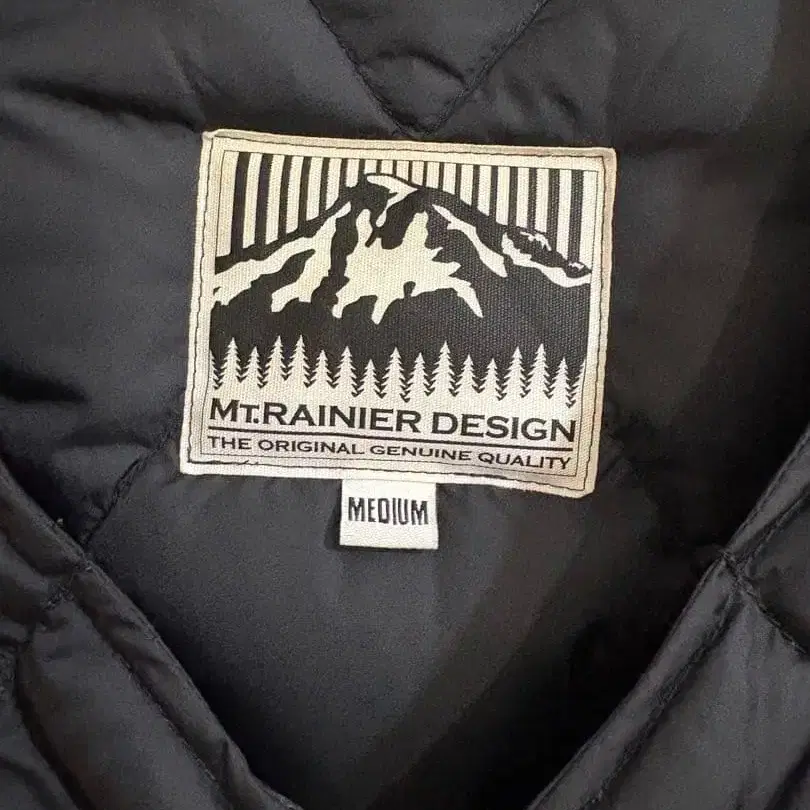 MT.RAINIER DESIGN
THE ORIGINAL GENUINE QUALITY
MEDIUM